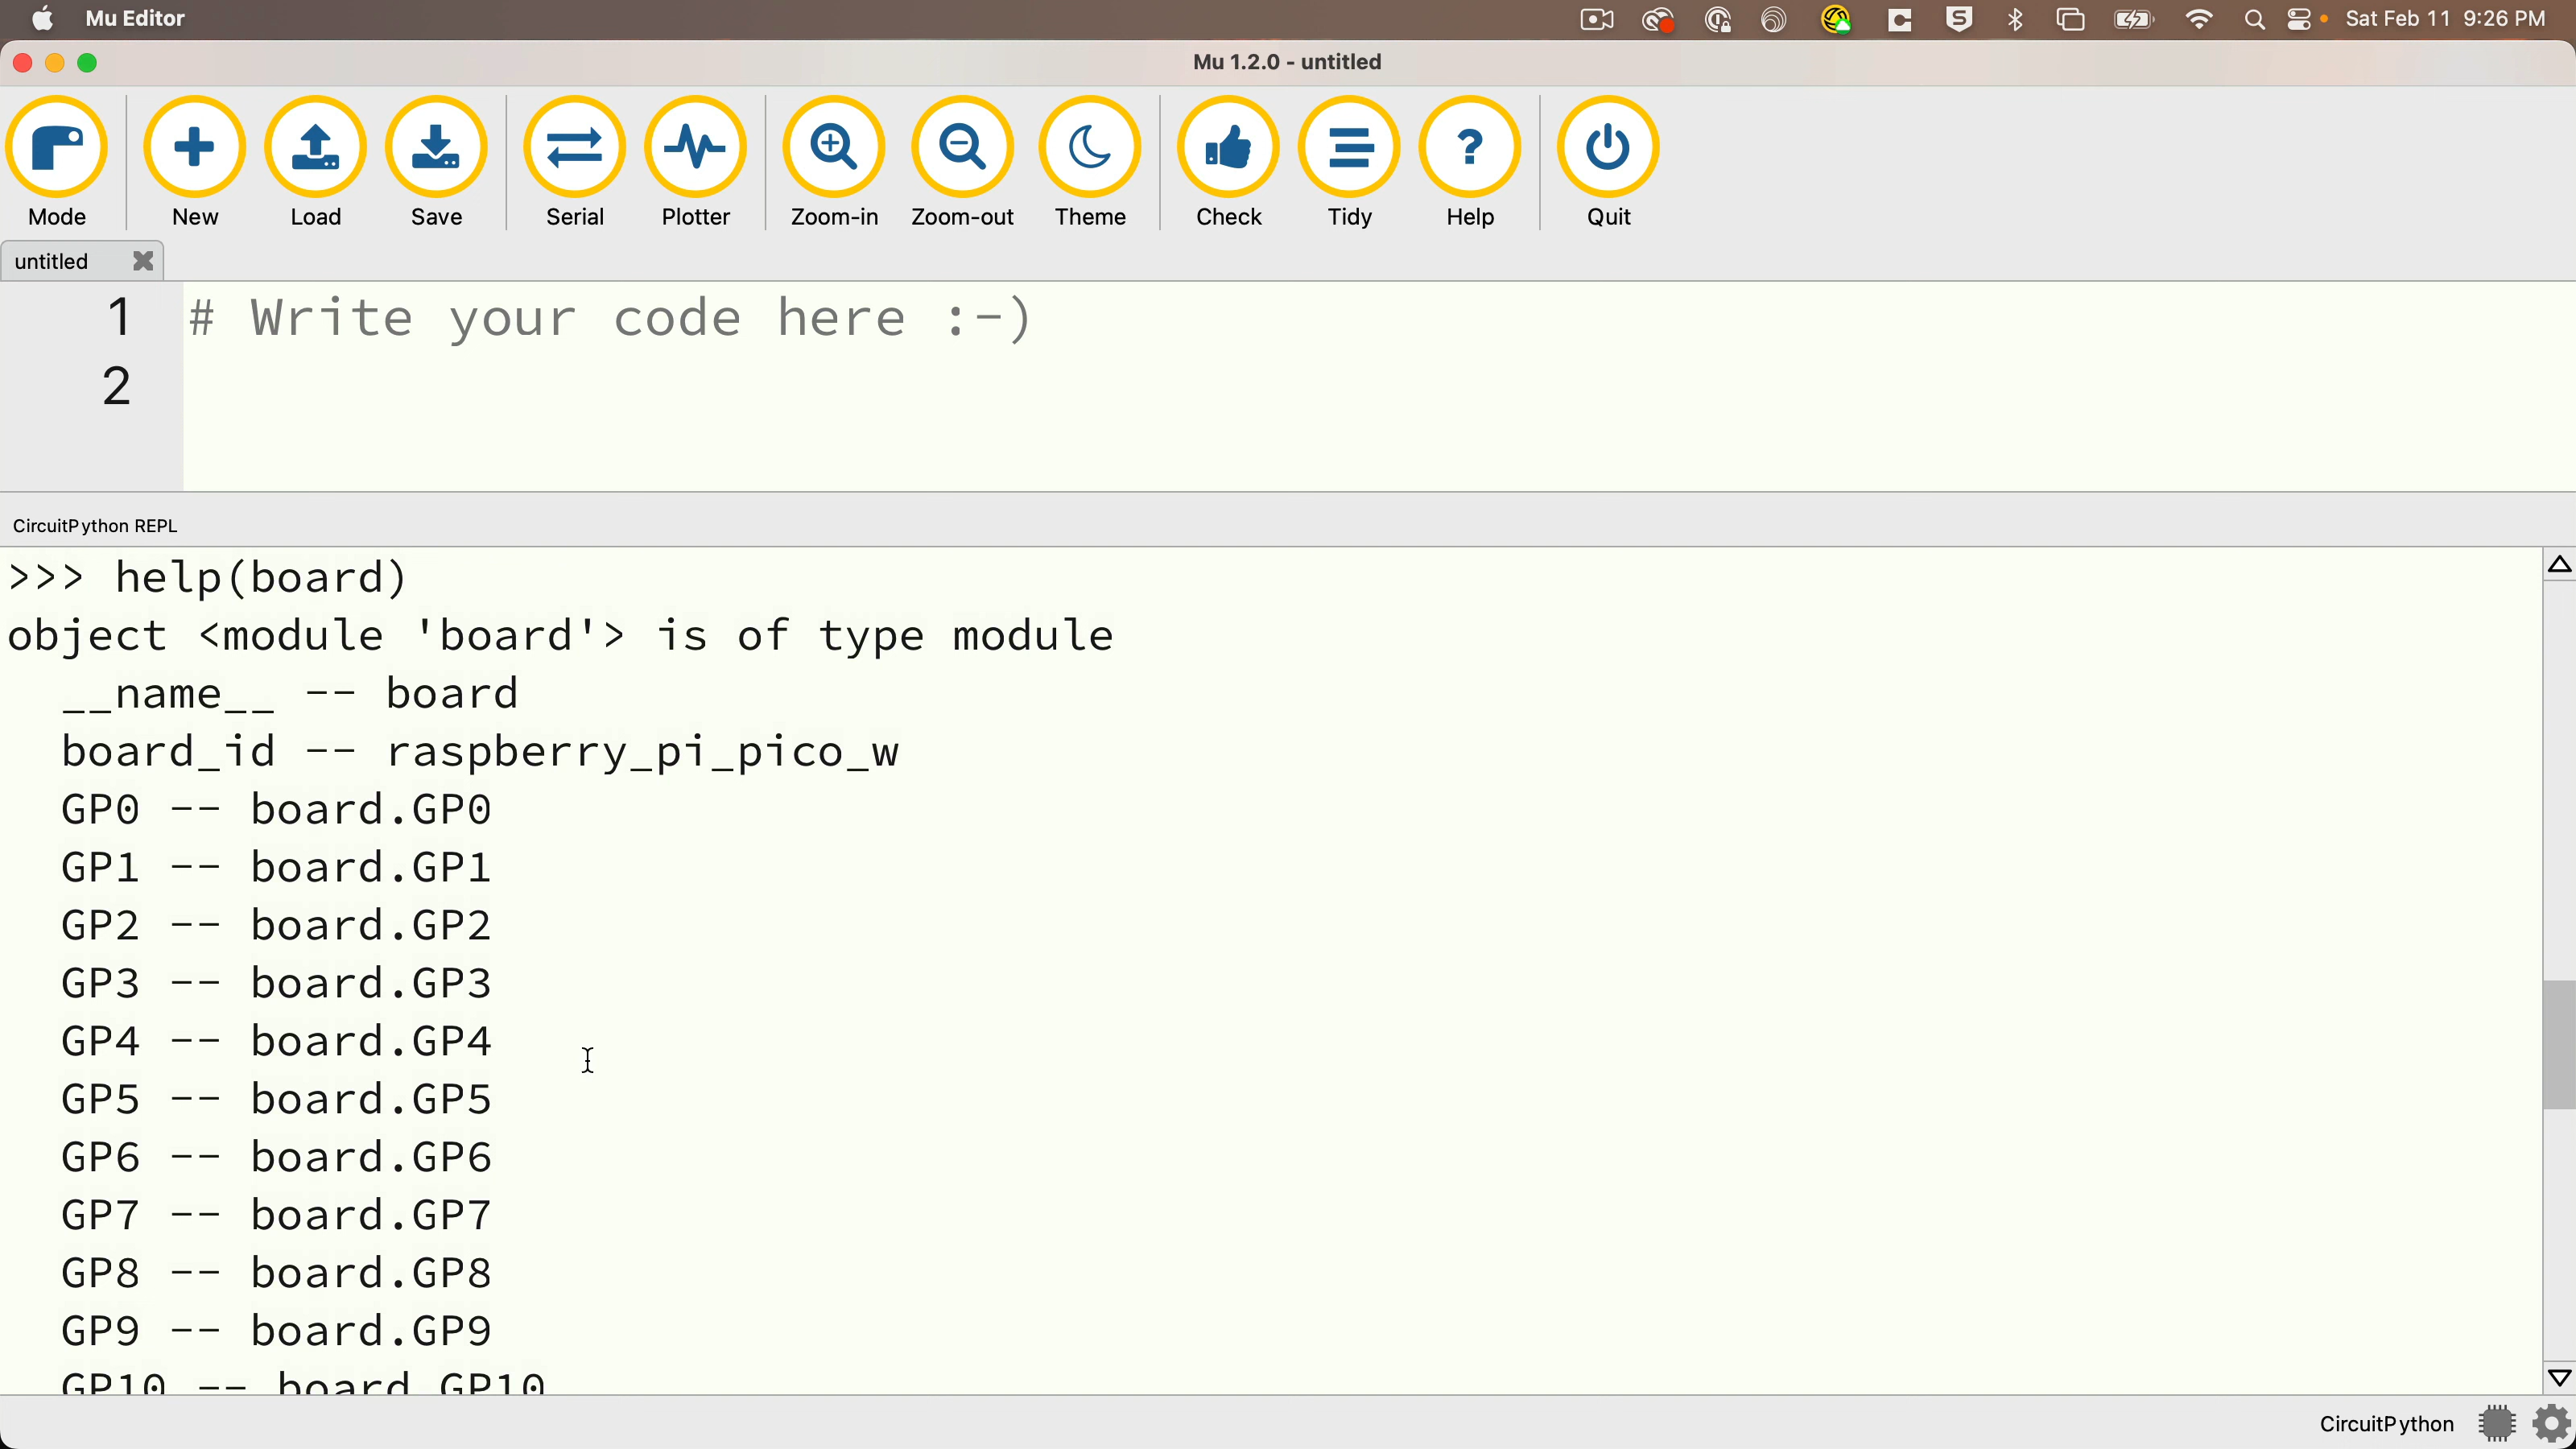 Mu Editor
Sat Feb 11 9:26 PM
Mu 1.2.0 - untitled
Mode New Load Save Serial Plotter Zoom-in Zoom-out Theme Check Tidy Help Quit
untitled
1 # Write your code here :-)
2
CircuitPython REPL
>>> help(board)
object <module 'board'> is of type module
__name__ -- board
board_id -- raspberry_pi_pico_w
GP0 -- board.GP0
GP1 -- board.GP1
GP2 -- board.GP2
GP3 -- board.GP3
GP4 -- board.GP4
GP5 -- board.GP5
GP6 -- board.GP6
GP7 -- board.GP7
GP8 -- board.GP8
GP9 -- board.GP9
GP10 -- board.GP10
CircuitPython